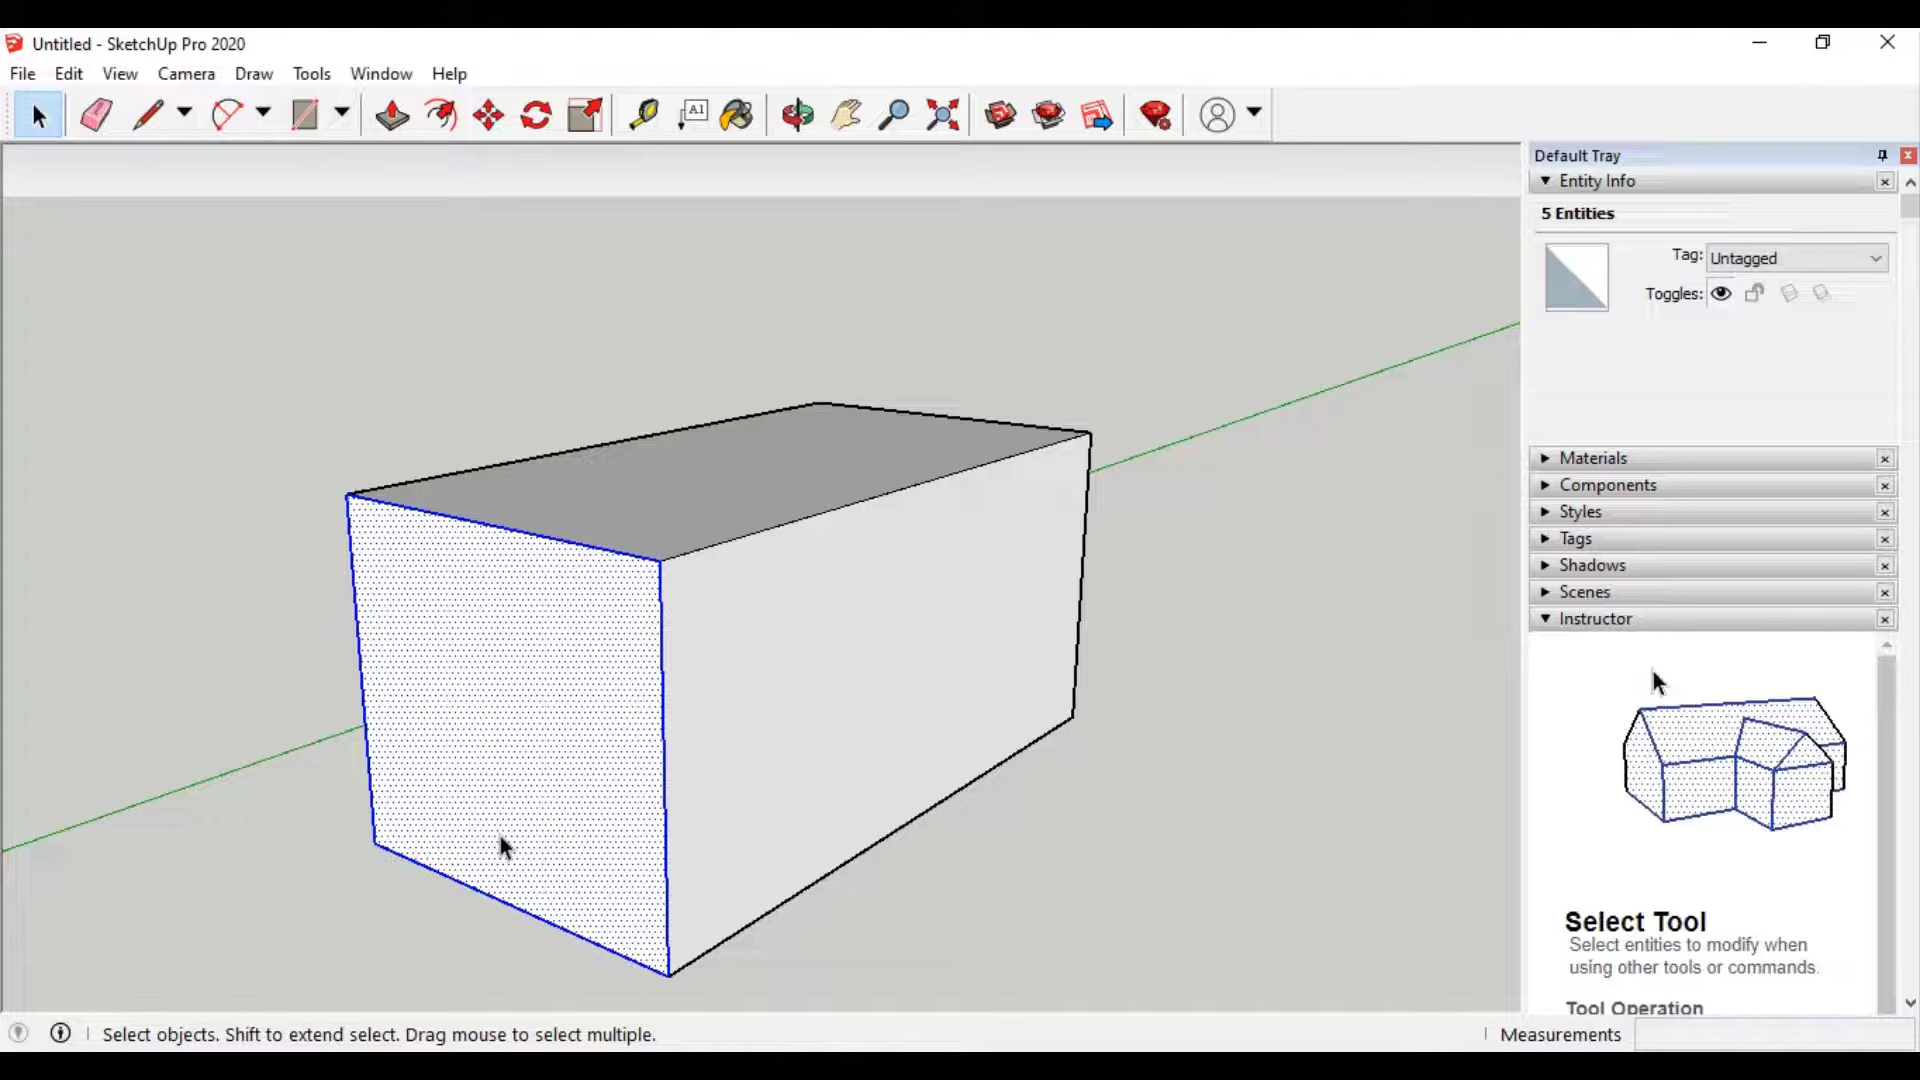 Untitled - SketchUp Pro 2020
File Edit View Camera Draw Tools Window Help
A1
Default Tray
Entity Info
5 Entities
Tag: Untagged
Toggles:
Materials
Components
Styles
Tags
Shadows
Scenes
Instructor
Select Tool
Select entities to modify when
using other tools or commands.
Tool Operation
Select objects. Shift to extend select. Drag mouse to select multiple.
Measurements